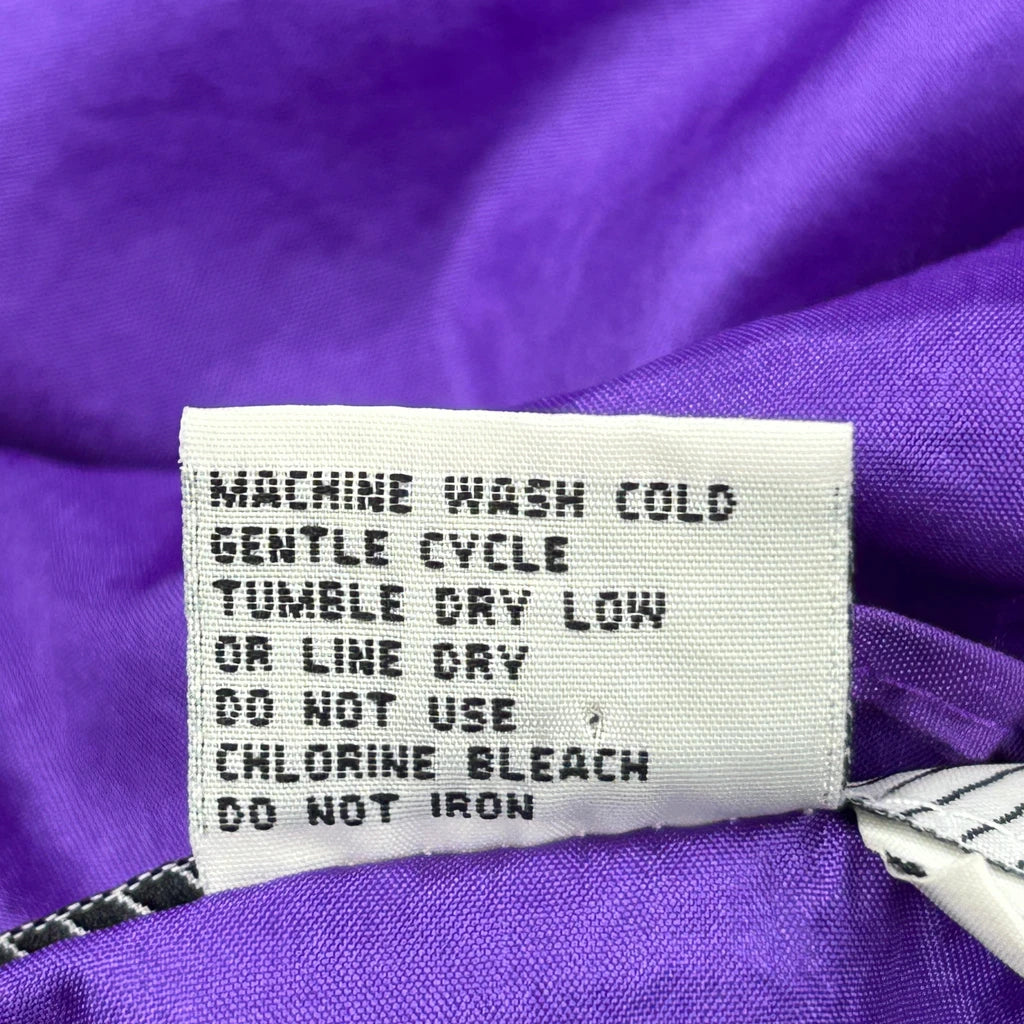 MACHINE WASH COLD
GENTLE CYCLE
TUMBLE DRY LOW
OR LINE DRY
DO NOT USE
CHLORINE BLEACH
DO NOT IRON